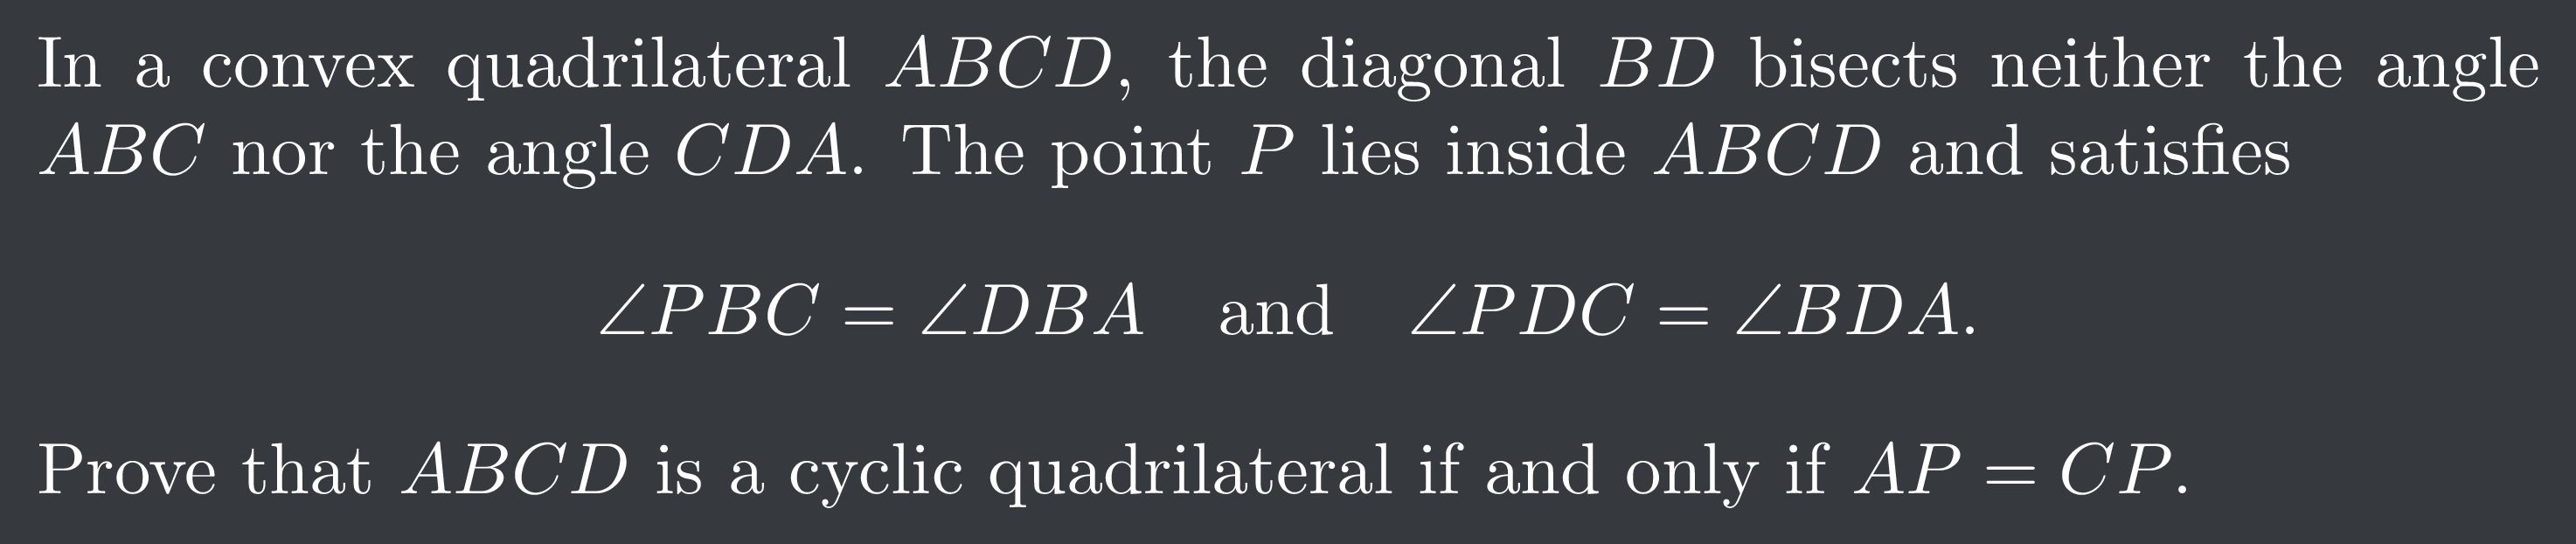 In a convex quadrilateral ABCD, the diagonal BD bisects neither the angle
ABC nor the angle CDA. The point P lies inside ABCD and satisfies
∠PBC = ∠DBA and ∠PDC = ∠BDA.
Prove that ABCD is a cyclic quadrilateral if and only if AP = CP.